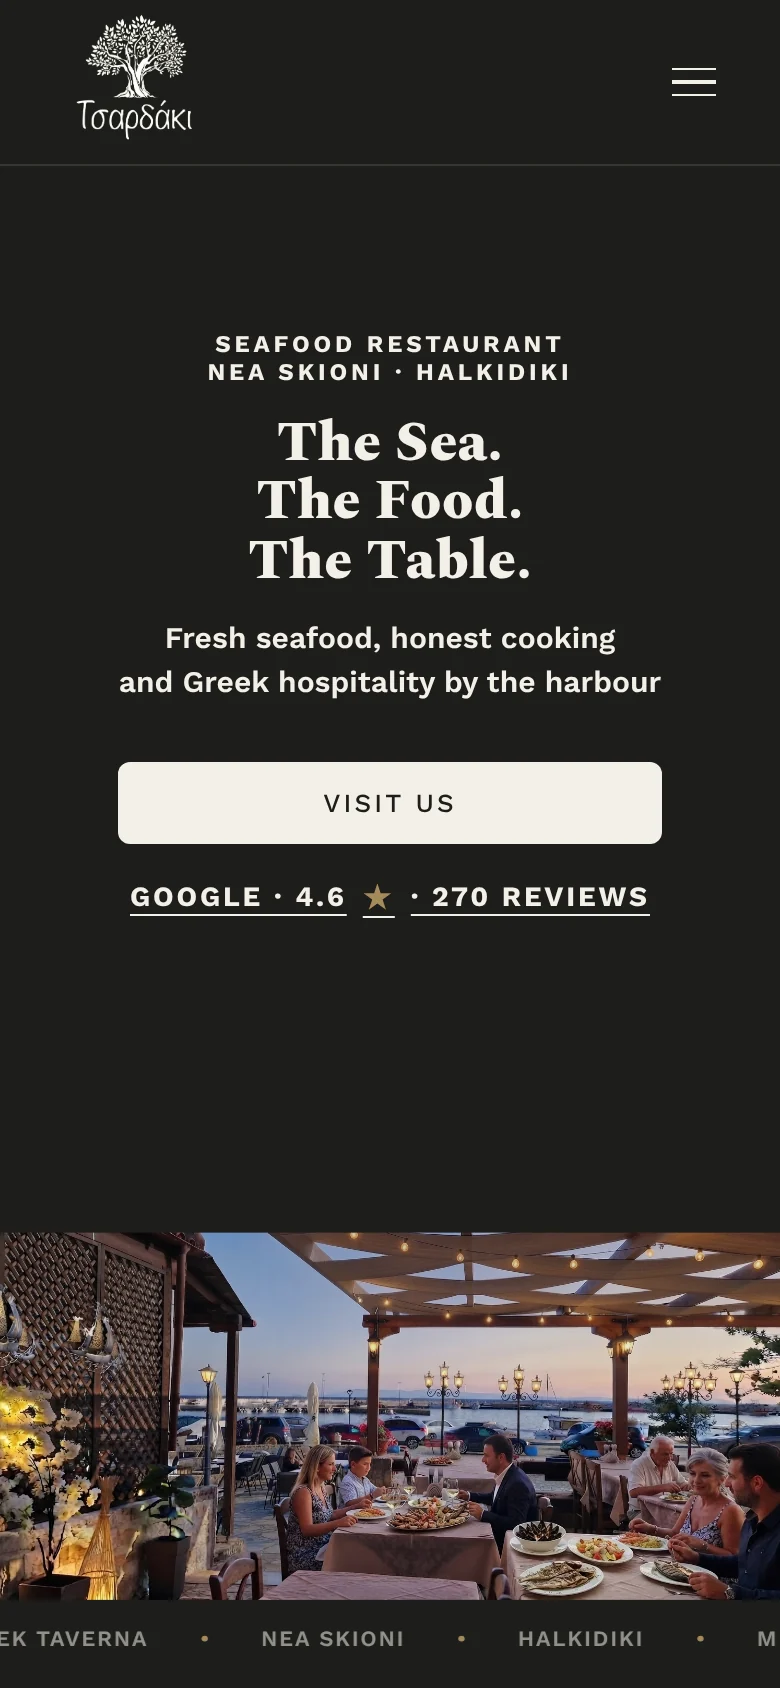 Τσαρδάκι
SEAFOOD RESTAURANT
NEA SKIONI · HALKIDIKI
The Sea.
The Food.
The Table.
Fresh seafood, honest cooking
and Greek hospitality by the harbour
VISIT US
GOOGLE · 4.6 ★ · 270 REVIEWS
TAVERNA • NEA SKIONI • HALKIDIKI •